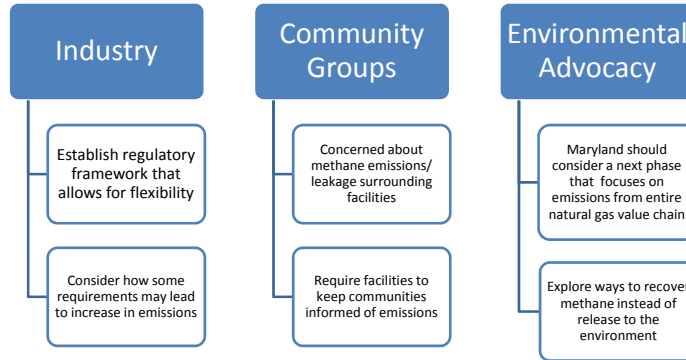 Industry
Establish regulatory
framework that
allows for flexibility
Consider how some
requirements may lead
to increase in emissions
Community
Groups
Concerned about
methane emissions/
leakage surrounding
facilities
Require facilities to
keep communities
informed of emissions
Environmental
Advocacy
Maryland should
consider a next phase
that focuses on
emissions from entire
natural gas value chain
Explore ways to recover
methane instead of
release to the
environment